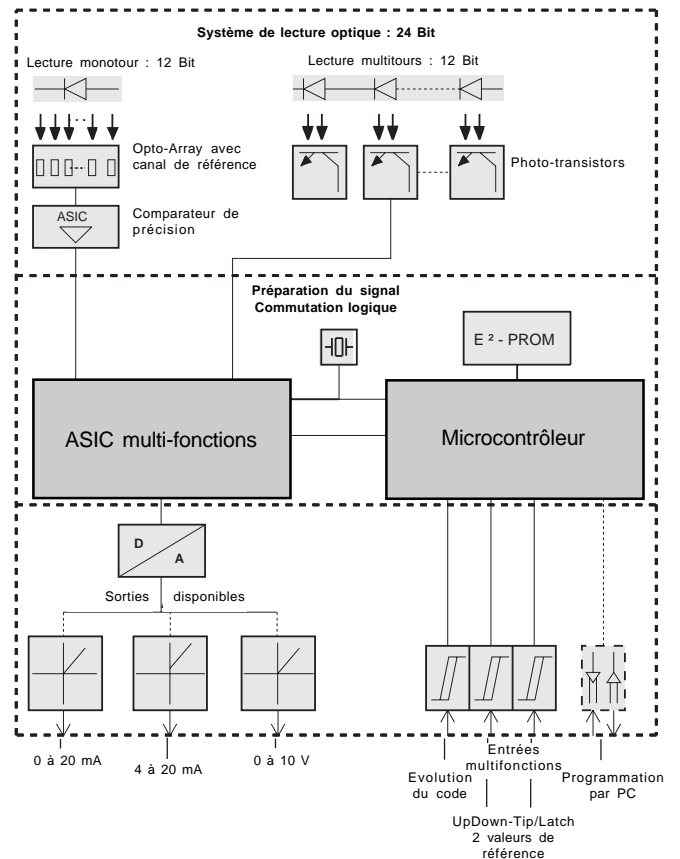 Système de lecture optique : 24 Bit
Lecture monotour : 12 Bit
Lecture multitours : 12 Bit
Opto-Array avec
canal de référence
Photo-transistors
ASIC
Comparateur de
précision
Préparation du signal
Commutation logique
E ² - PROM
ASIC multi-fonctions
Microcontrôleur
D
A
Sorties disponibles
0 à 20 mA
4 à 20 mA
0 à 10 V
Entrées
multifonctions
Evolution
du code
Programmation
par PC
UpDown-Tip/Latch
2 valeurs de
référence